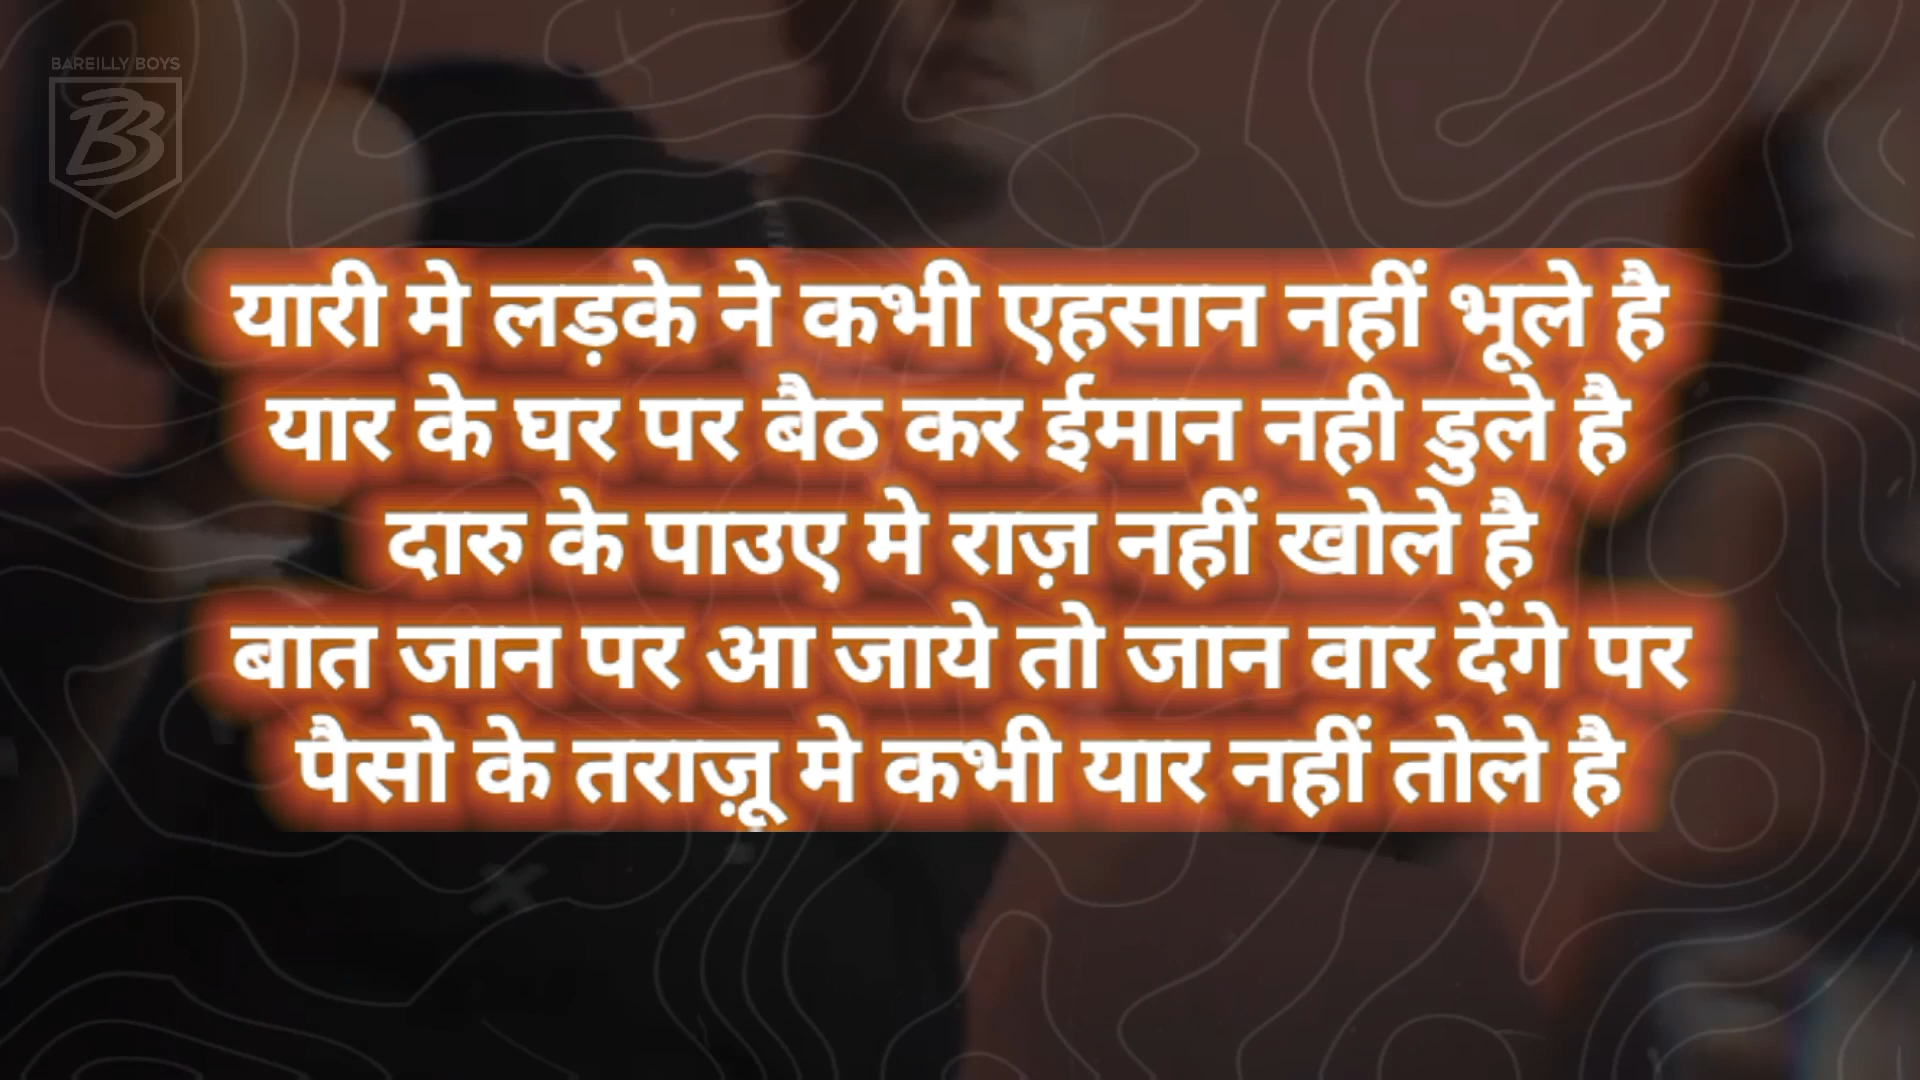 BAREILLY BOYS
BB
यारी मे लड़के ने कभी एहसान नहीं भूले है
यार के घर पर बैठ कर ईमान नही डुले है
दारु के पाउए मे राज़ नहीं खोले है
बात जान पर आ जाये तो जान वार देंगे पर
पैसो के तराज़ू मे कभी यार नहीं तोले है